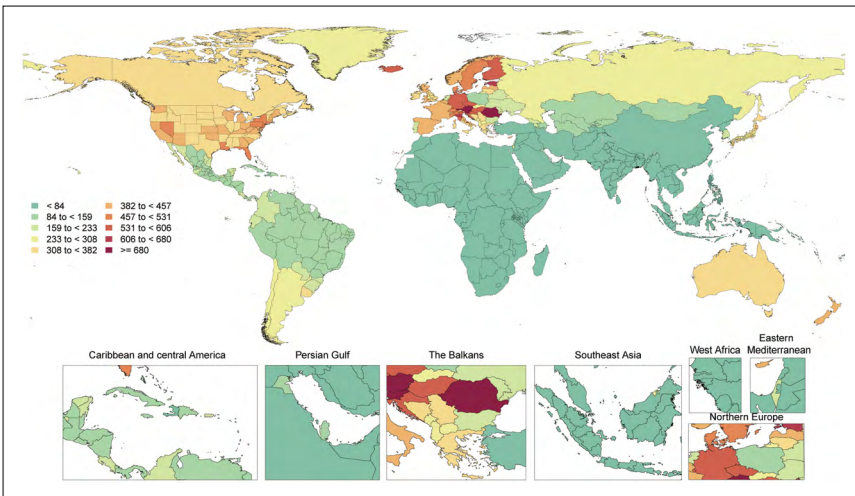 < 84
84 to < 159
159 to < 233
233 to < 308
308 to < 382
382 to < 457
457 to < 531
531 to < 606
606 to < 680
>= 680
Caribbean and central America
Persian Gulf
The Balkans
Southeast Asia
West Africa
Eastern
Mediterranean
Northern Europe